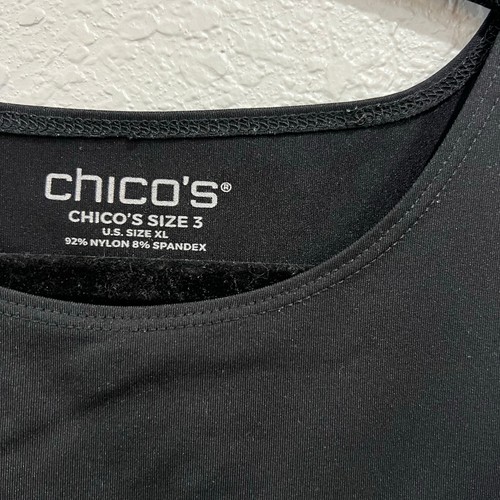 chico's®
CHICO'S SIZE 3
U.S. SIZE XL
92% NYLON 8% SPANDEX